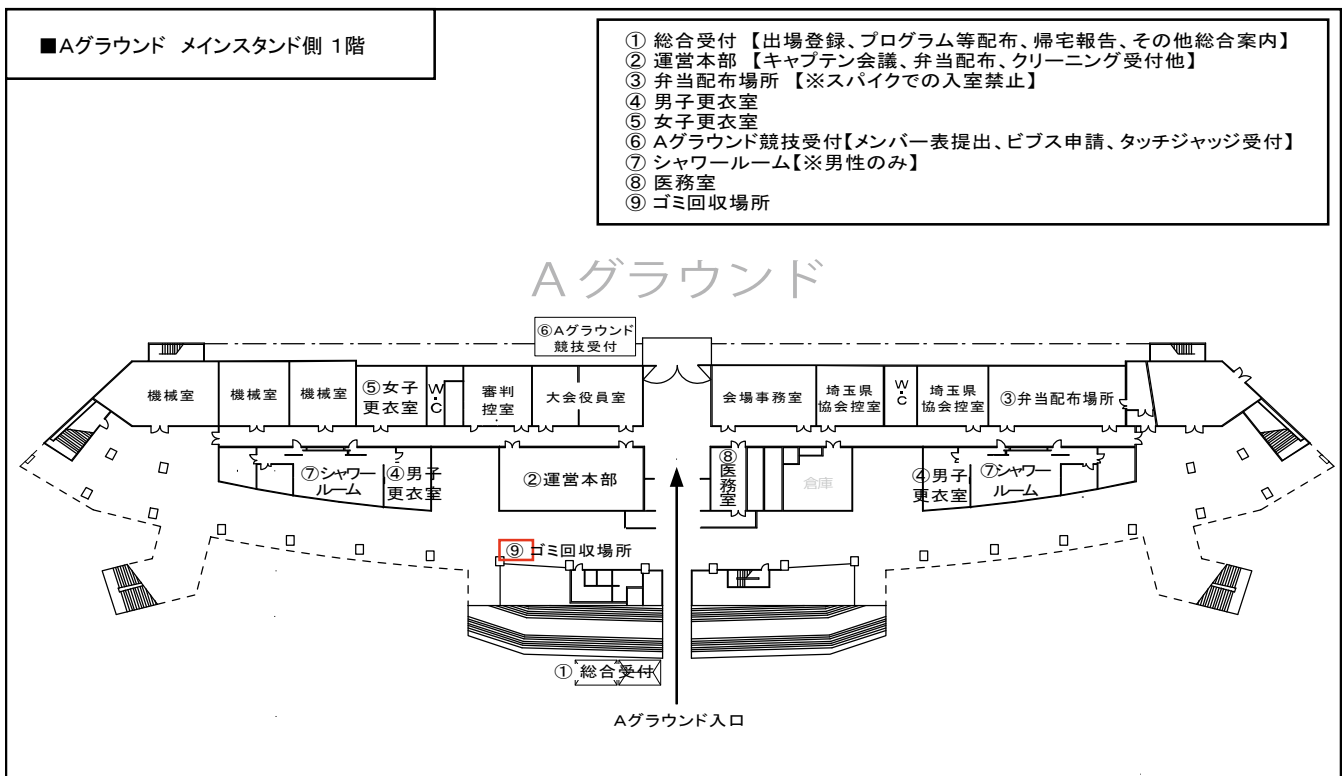 ■Aグラウンド メインスタンド側 1階
① 総合受付 【出場登録、プログラム等配布、帰宅報告、その他総合案内】
② 運営本部 【キャプテン会議、弁当配布、クリーニング受付他】
③ 弁当配布場所 【※スパイクでの入室禁止】
④ 男子更衣室
⑤ 女子更衣室
⑥ Aグラウンド競技受付【メンバー表提出、ビブス申請、タッチジャッジ受付】
⑦ シャワールーム【※男性のみ】
⑧ 医務室
⑨ ゴミ回収場所
Aグラウンド
⑥Aグラウンド
競技受付
機械室
機械室
機械室
⑤女子
更衣室
W・C
審判
控室
大会役員室
会場事務室
埼玉県
協会控室
W・C
埼玉県
協会控室
③弁当配布場所
⑦シャワー
ルーム
④男子
更衣室
②運営本部
⑧医務室
倉庫
④男子
更衣室
⑦シャワー
ルーム
⑨ ゴミ回収場所
① 総合受付
Aグラウンド入口